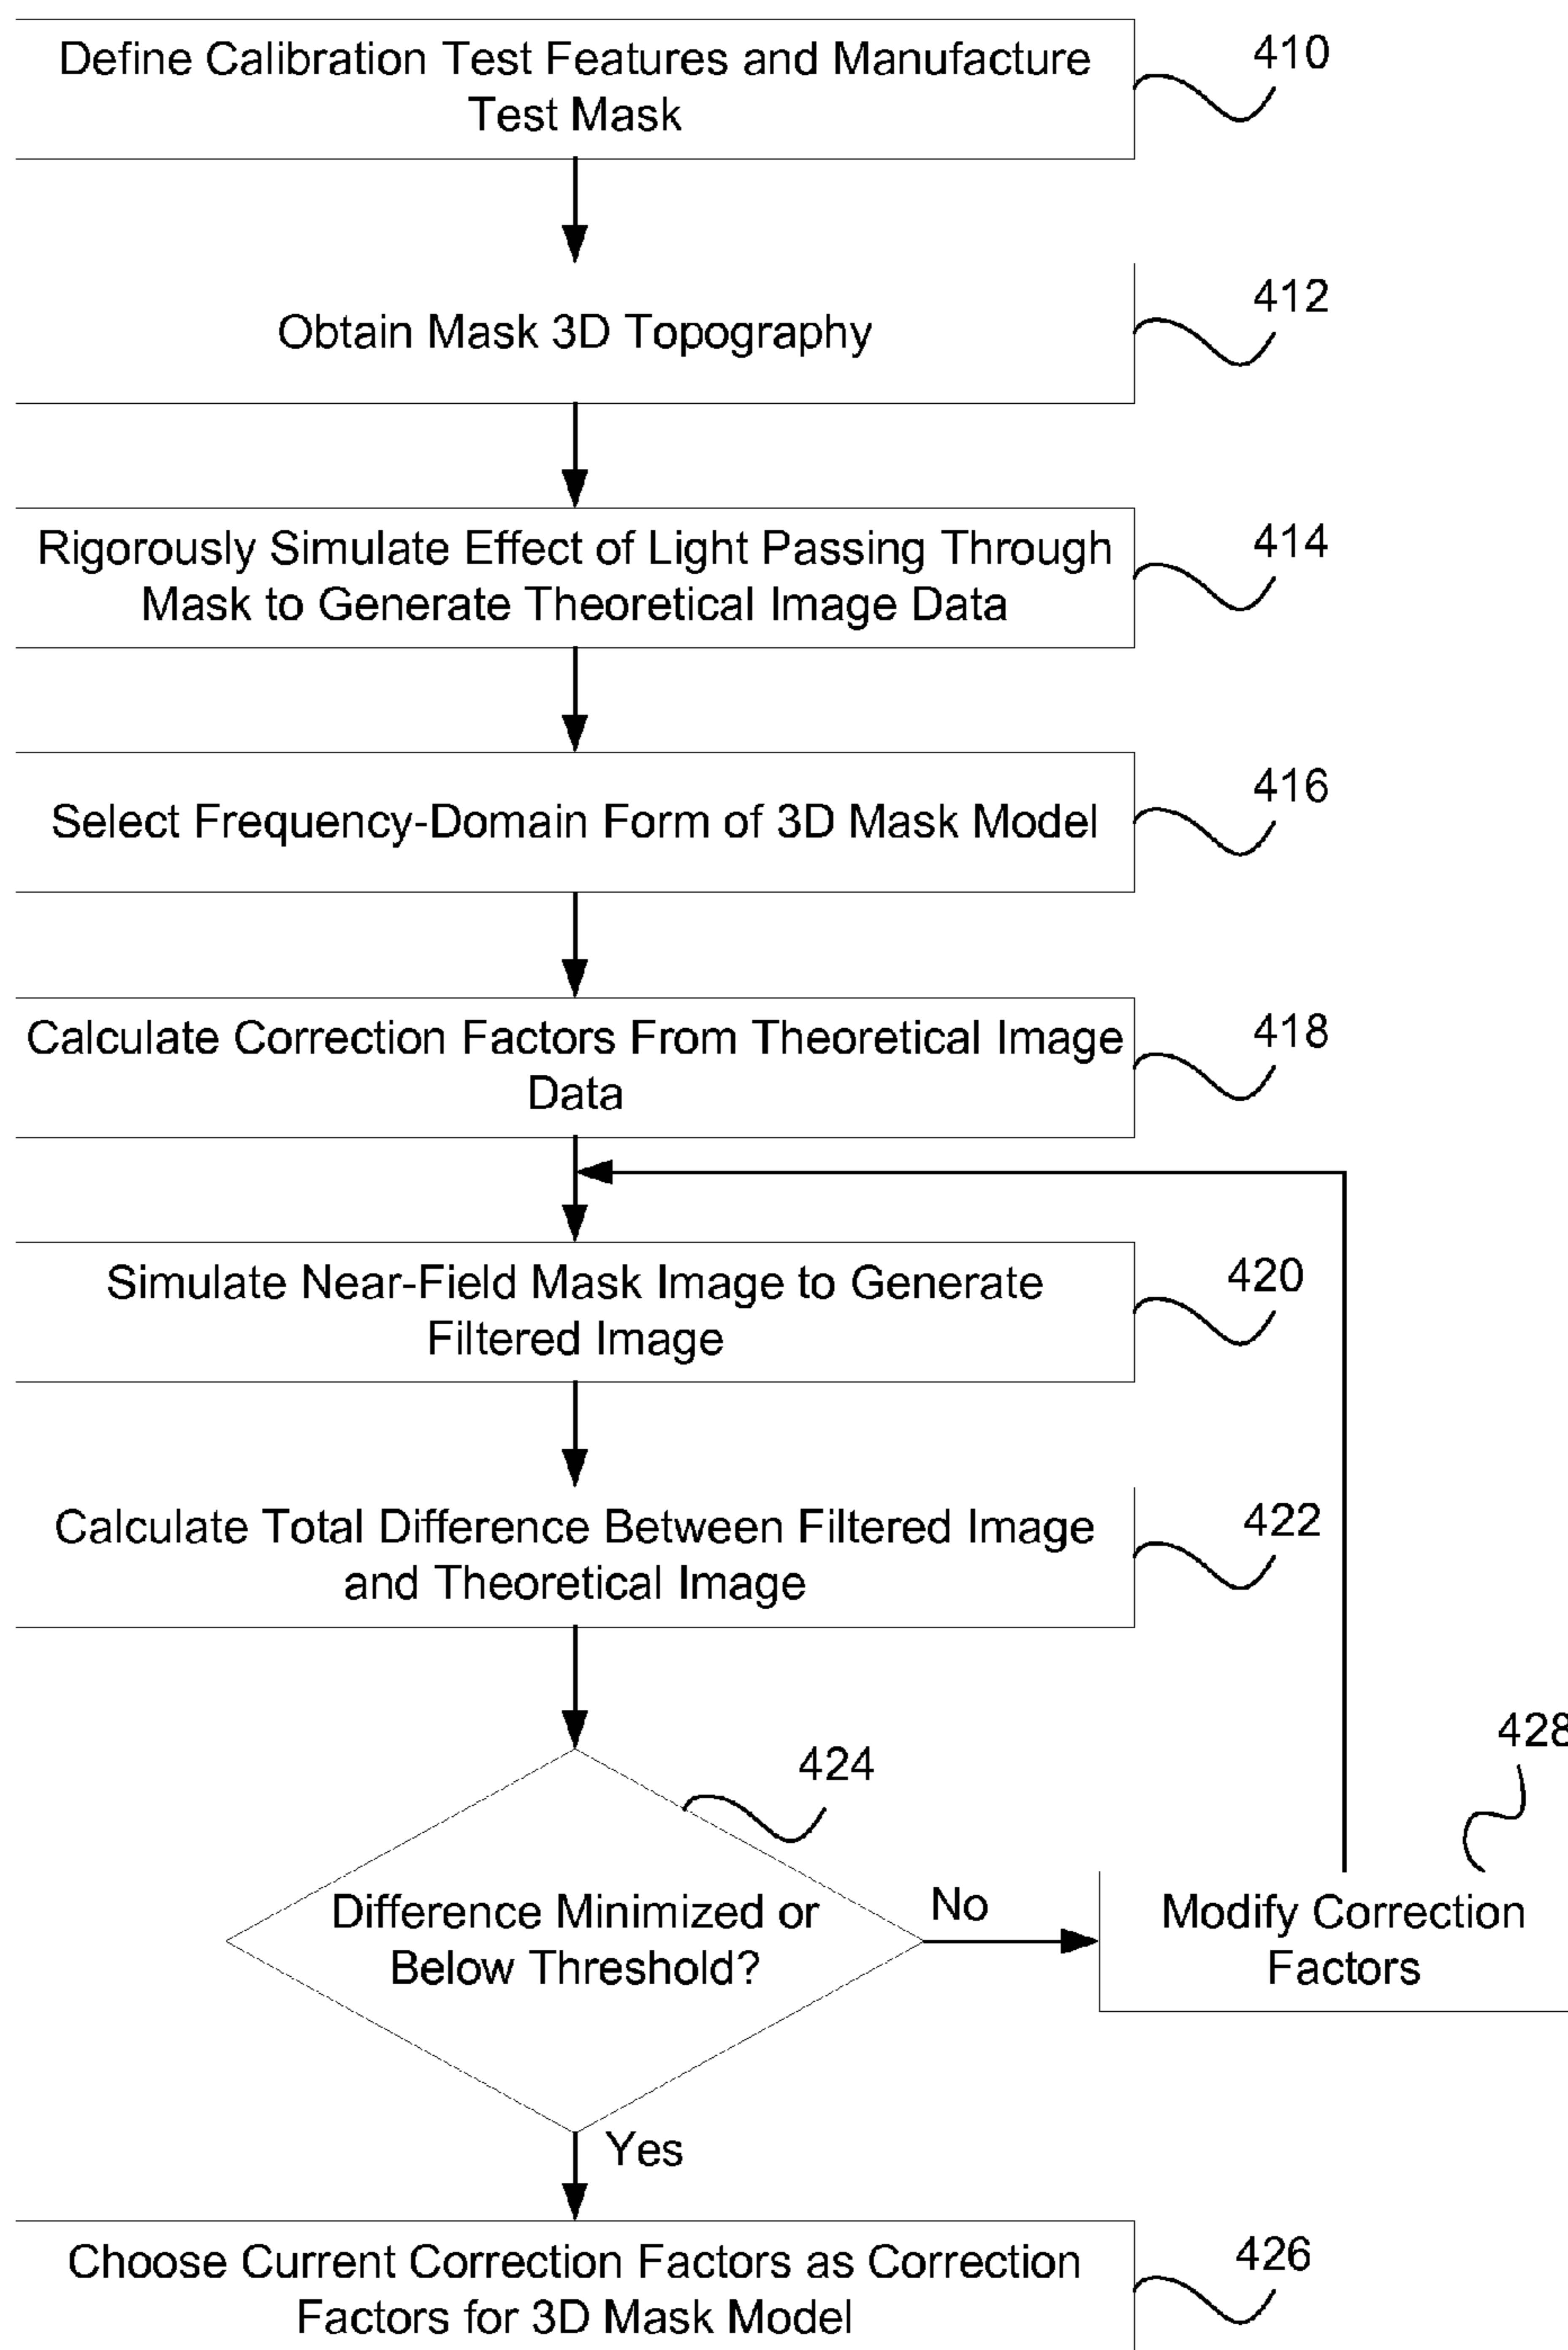 Define Calibration Test Features and Manufacture
Test Mask
410
Obtain Mask 3D Topography
412
Rigorously Simulate Effect of Light Passing Through
Mask to Generate Theoretical Image Data
414
Select Frequency-Domain Form of 3D Mask Model
416
Calculate Correction Factors From Theoretical Image
Data
418
Simulate Near-Field Mask Image to Generate
Filtered Image
420
Calculate Total Difference Between Filtered Image
and Theoretical Image
422
424
Difference Minimized or
Below Threshold?
No
428
Modify Correction
Factors
Yes
Choose Current Correction Factors as Correction
Factors for 3D Mask Model
426